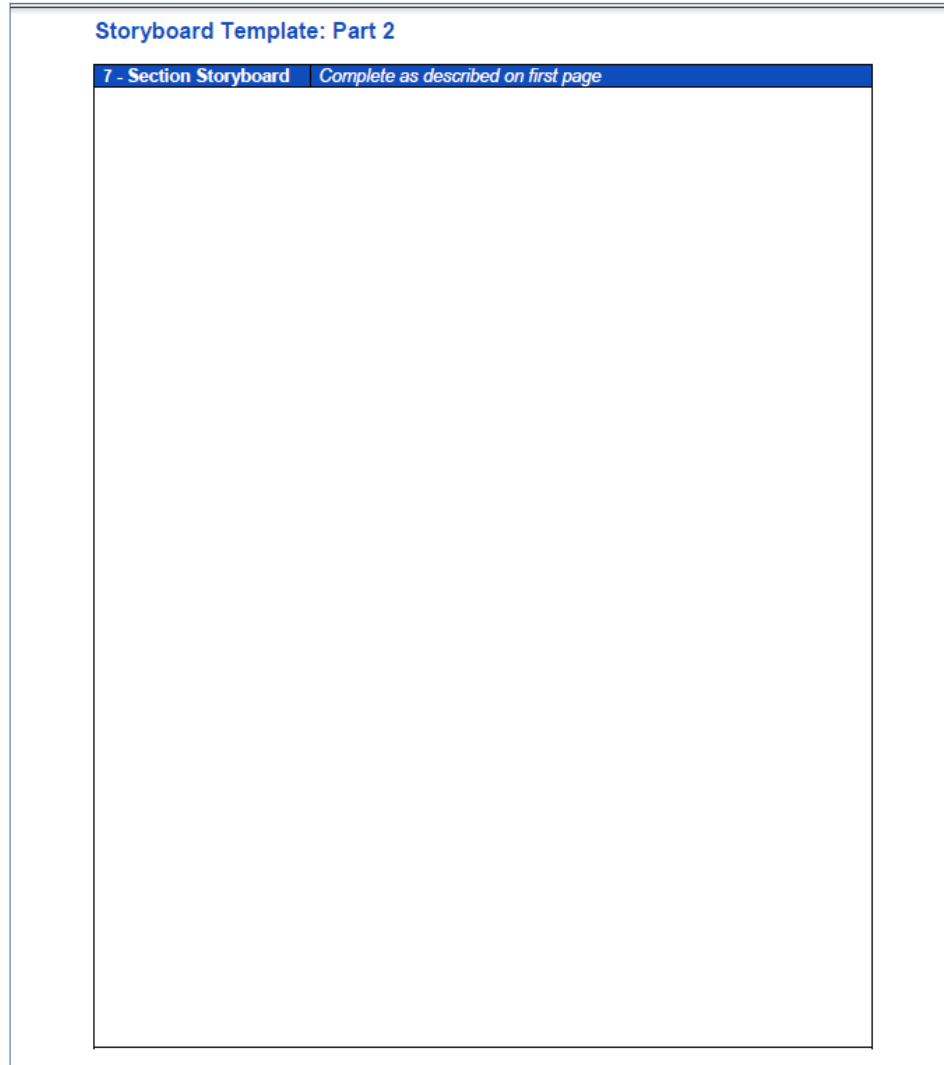 Storyboard Template: Part 2
7 - Section Storyboard Complete as described on first page